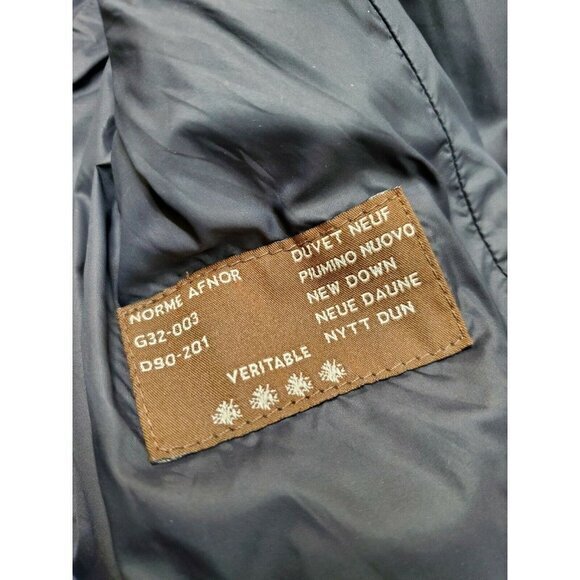 NORME AFNOR
G32-003
D90-201
DUVET NEUF
PIUMINO NUOVO
NEW DOWN
NEUE DAUNE
NYTT DUN
VERITABLE